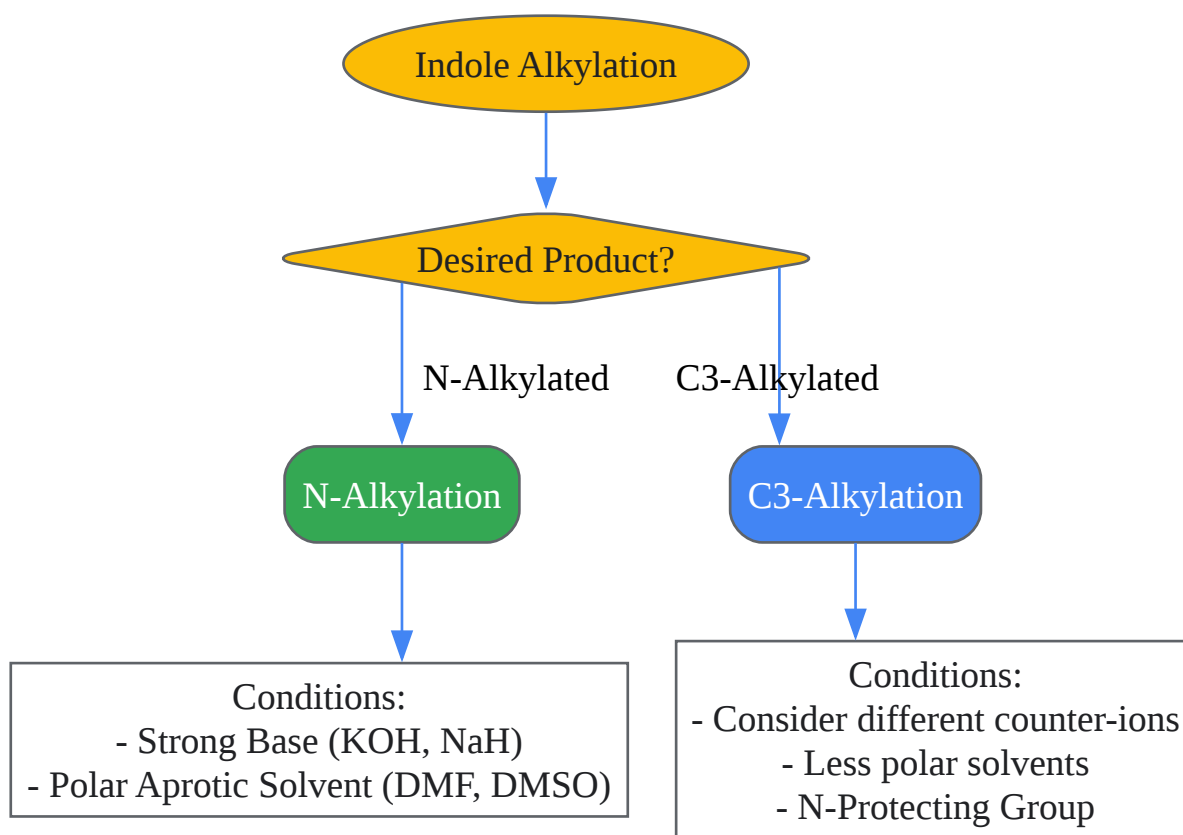 Indole Alkylation
Desired Product?
N-Alkylated
C3-Alkylated
N-Alkylation
C3-Alkylation
Conditions:
- Strong Base (KOH, NaH)
- Polar Aprotic Solvent (DMF, DMSO)
Conditions:
- Consider different counter-ions
- Less polar solvents
- N-Protecting Group